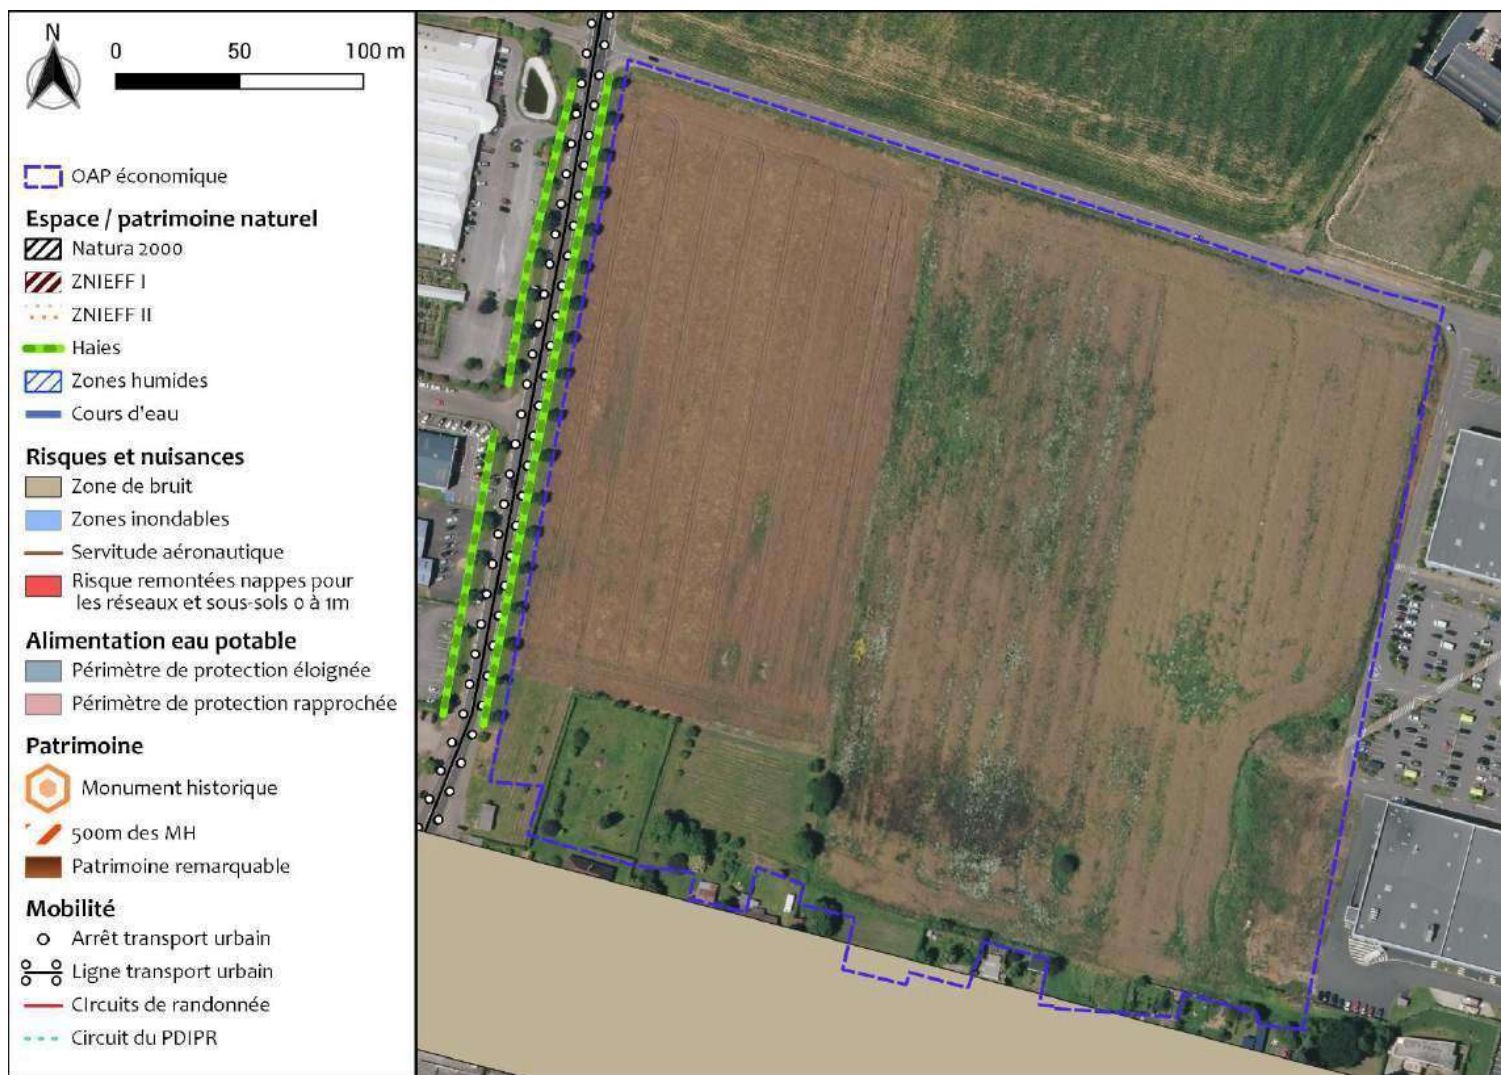 N
0 50 100 m
OAP économique
Espace / patrimoine naturel
Natura 2000
ZNIEFF I
ZNIEFF II
Haies
Zones humides
Cours d'eau
Risques et nuisances
Zone de bruit
Zones inondables
Servitude aéronautique
Risque remontées nappes pour
les réseaux et sous-sols 0 à 1m
Alimentation eau potable
Périmètre de protection éloignée
Périmètre de protection rapprochée
Patrimoine
Monument historique
500m des MH
Patrimoine remarquable
Mobilité
Arrêt transport urbain
Ligne transport urbain
CIrcuits de randonnée
Circuit du PDIPR